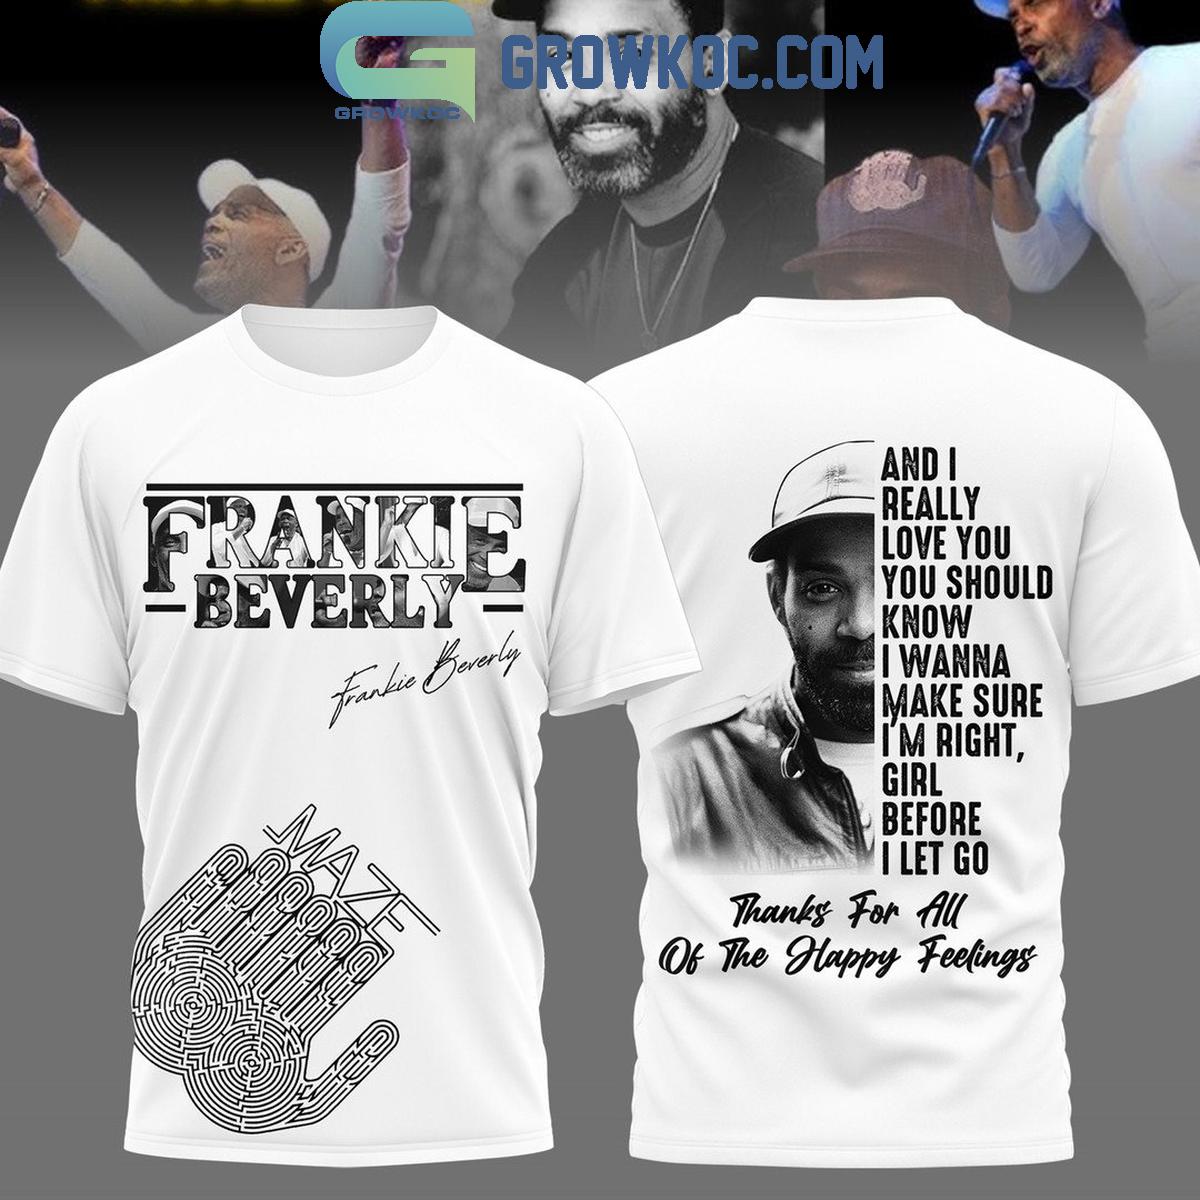 GROWKOC.COM
GROWKOC
FRANKIE
BEVERLY
Frankie Beverly
MAZE
AND I
REALLY
LOVE YOU
YOU SHOULD
KNOW
I WANNA
MAKE SURE
I'M RIGHT,
GIRL
BEFORE
I LET GO
Thanks For All
Of The Happy Feelings